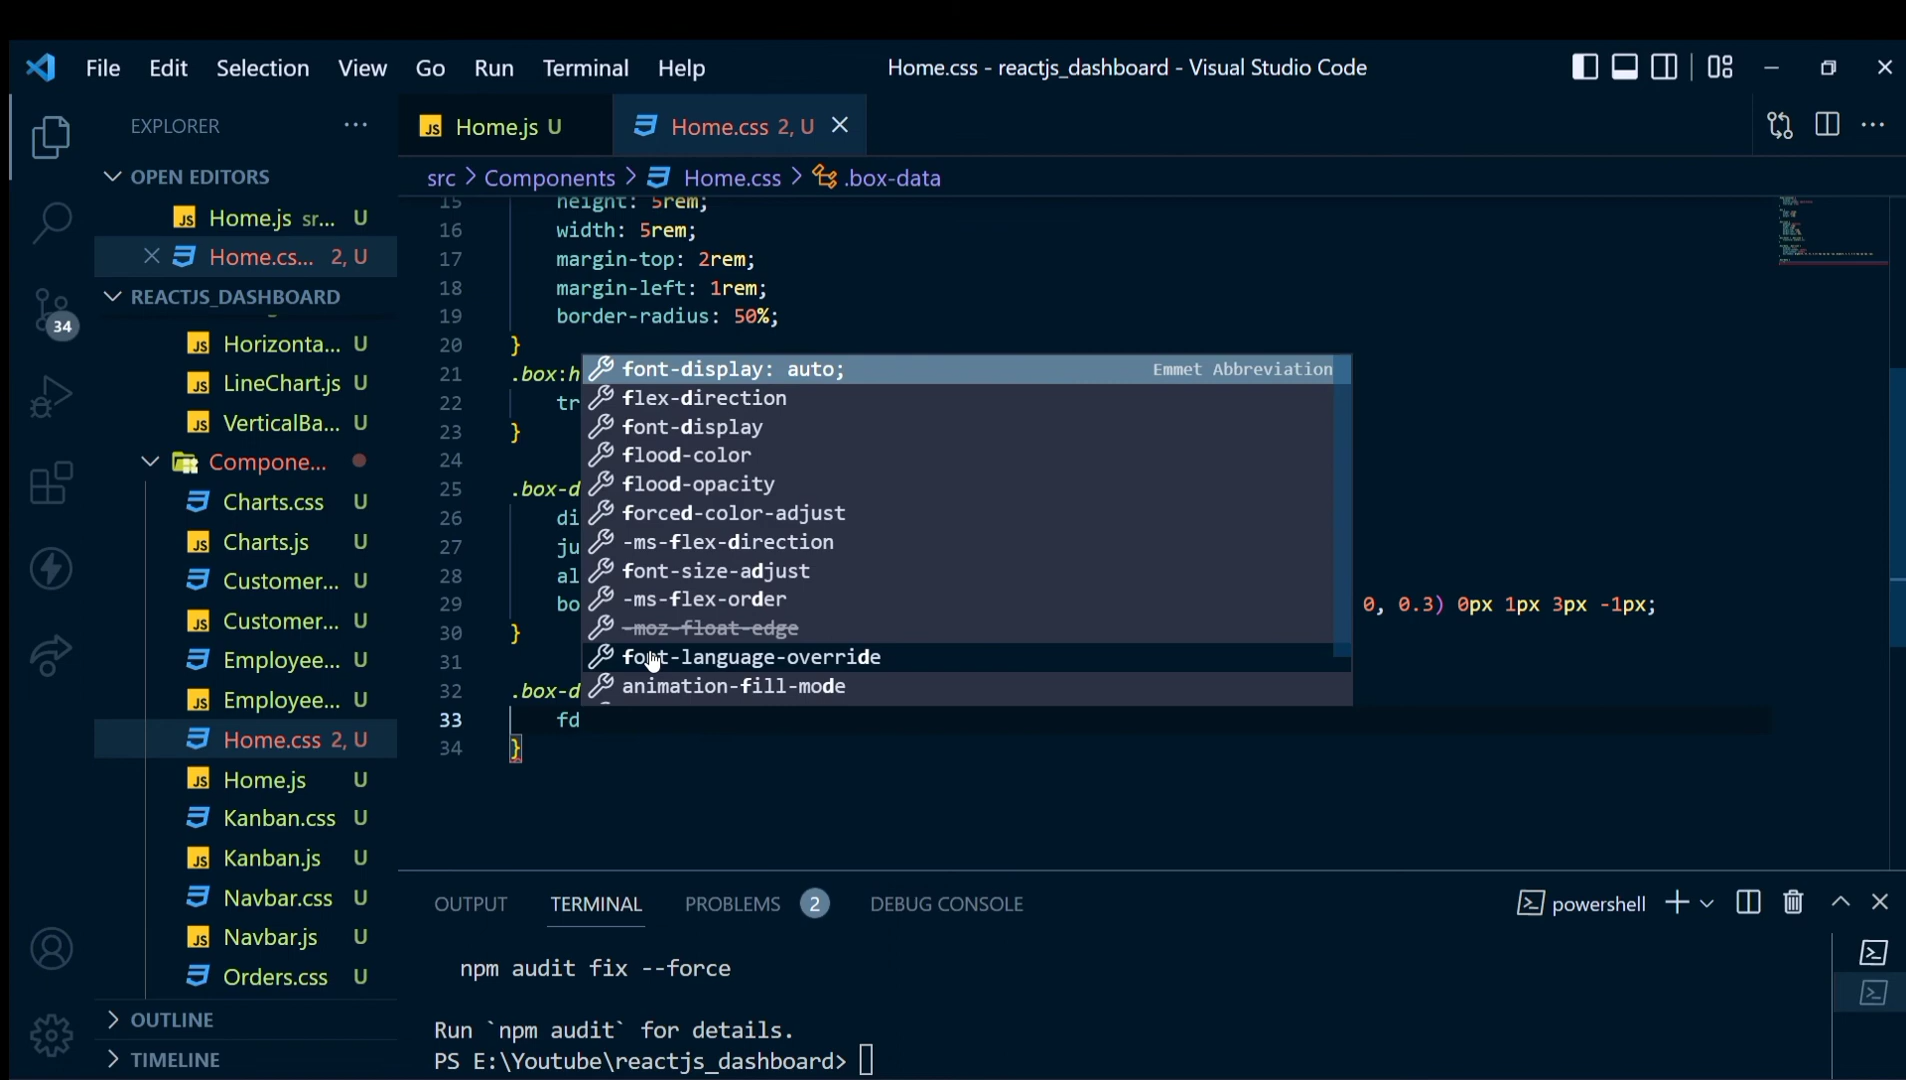 File Edit Selection View Go Run Terminal Help
Home.css - reactjs_dashboard - Visual Studio Code
EXPLORER
OPEN EDITORS
Home.js sr... U
Home.cs... 2, U
REACTJS_DASHBOARD
Horizonta... U
LineChart.js U
VerticalBa... U
Compone...
Charts.css U
Charts.js U
Customer... U
Customer... U
Employee... U
Employee... U
Home.css 2, U
Home.js U
Kanban.css U
Kanban.js U
Navbar.css U
Navbar.js U
Orders.css U
OUTLINE
TIMELINE
34
JS Home.js U
Home.css 2, U
src > Components > Home.css > .box-data
15 height: 5rem;
16 width: 5rem;
17 margin-top: 2rem;
18 margin-left: 1rem;
19 border-radius: 50%;
20 }
21 .box:h
22 tr
23 }
24
25 .box-d
26 di
27 ju
28 al
29 bo 0, 0.3) 0px 1px 3px -1px;
30 }
31
32 .box-d
33 fd
34 }
font-display: auto; Emmet Abbreviation
flex-direction
font-display
flood-color
flood-opacity
forced-color-adjust
-ms-flex-direction
font-size-adjust
-ms-flex-order
-moz-float-edge
font-language-override
animation-fill-mode
OUTPUT TERMINAL PROBLEMS 2 DEBUG CONSOLE
powershell
npm audit fix --force
Run `npm audit` for details.
PS E:\Youtube\reactjs_dashboard>